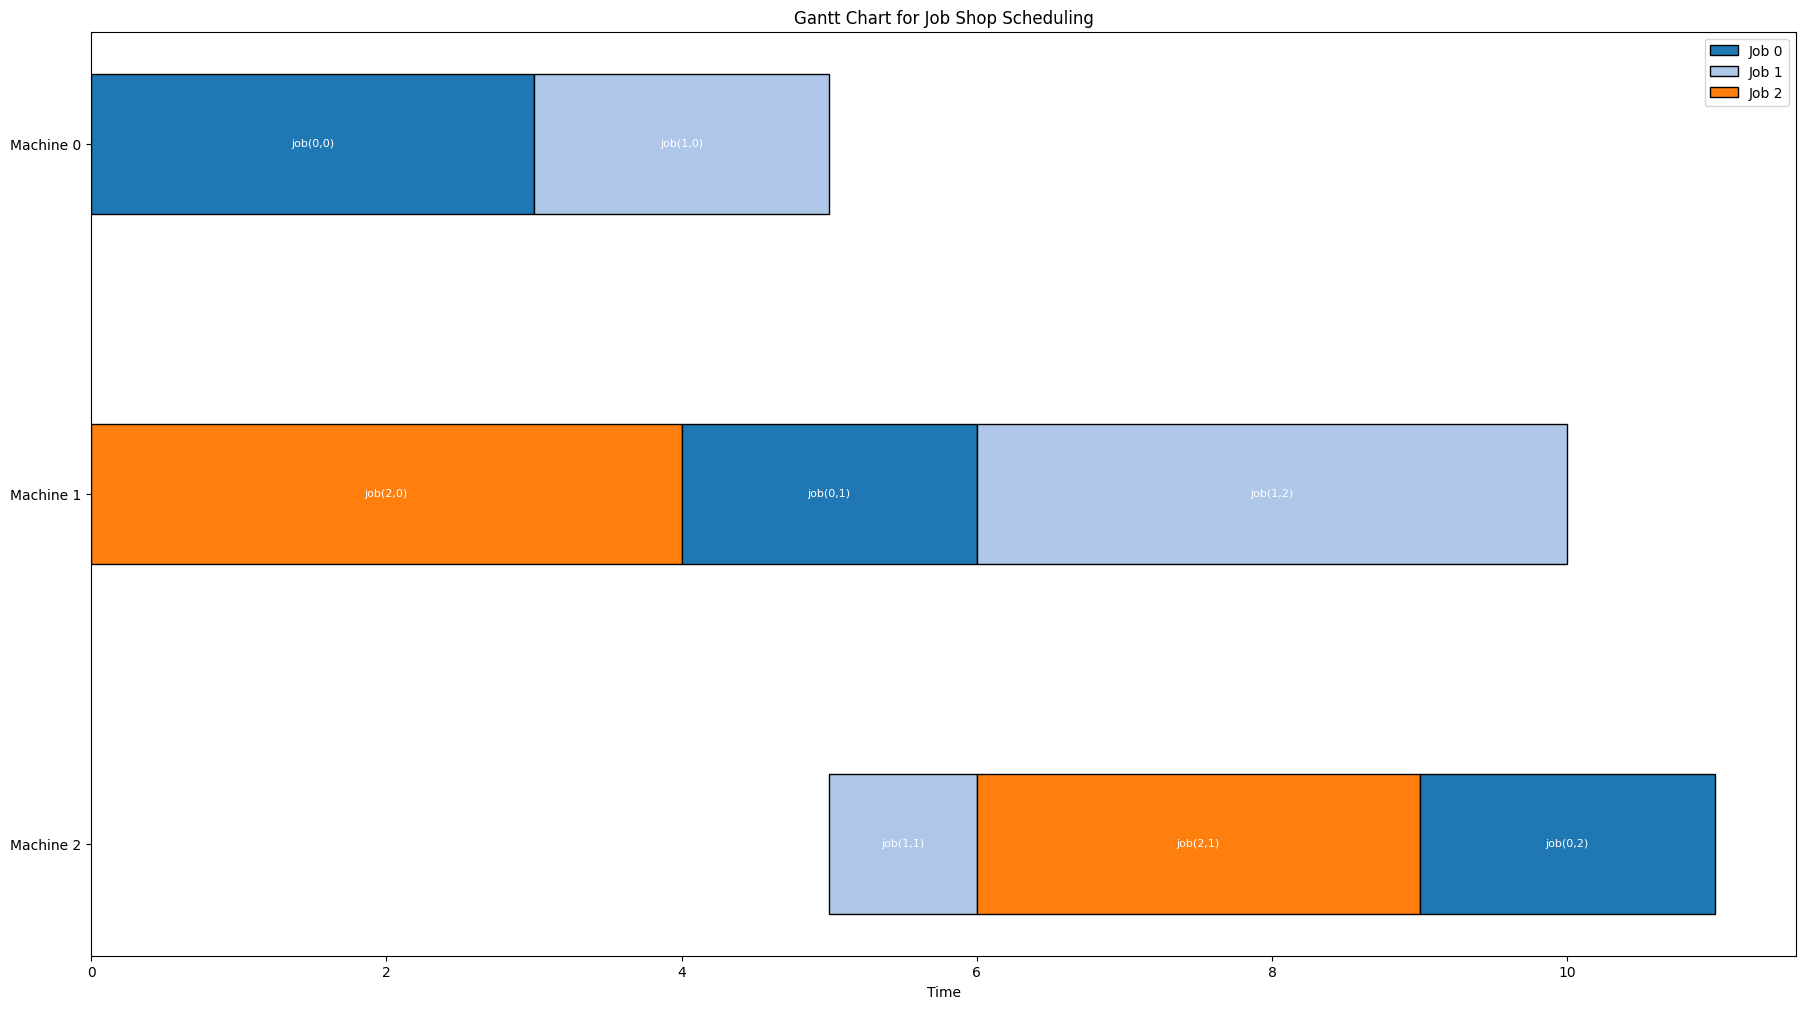 Gantt Chart for Job Shop Scheduling
Job 0
Job 1
Job 2
Machine 0
job(0,0)
job(1,0)
Machine 1
job(2,0)
job(0,1)
job(1,2)
Machine 2
job(1,1)
job(2,1)
job(0,2)
0
2
4
6
8
10
Time